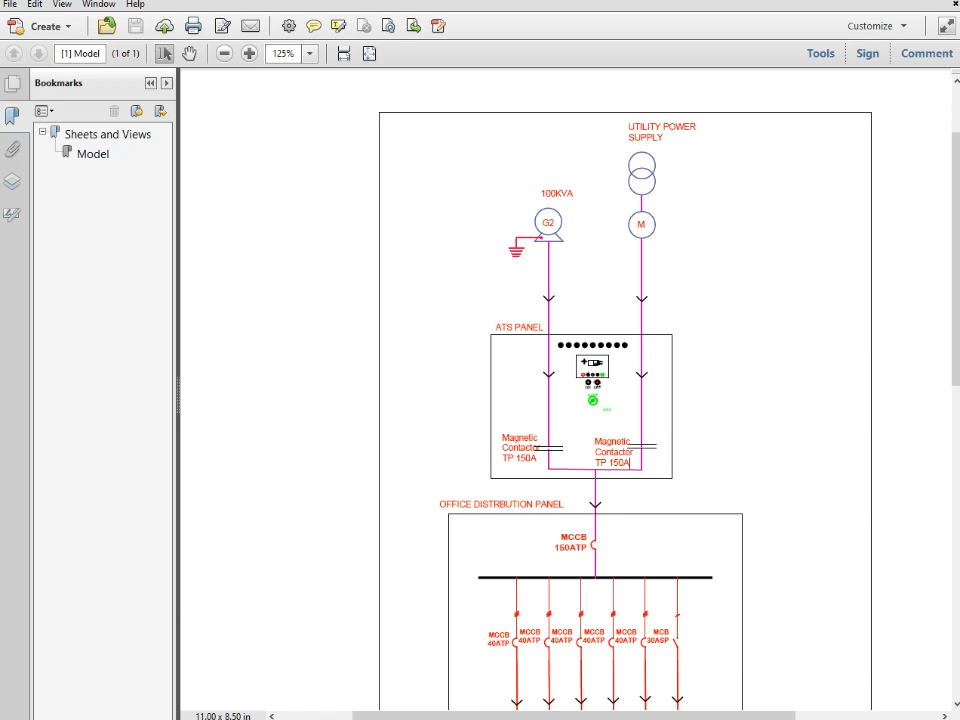 File Edit View Window Help
Create
Customize
[1] Model (1 of 1) 125%
Tools Sign Comment
Bookmarks
Sheets and Views
Model
UTILITY POWER
SUPPLY
100KVA
G2
M
ATS PANEL
Magnetic
Contactor
TP 150A
Magnetic
Contactor
TP 150A
OFFICE DISTRBUTION PANEL
MCCB
150ATP
MCCB
40ATP
MCCB
40ATP
MCCB
40ATP
MCCB
40ATP
MCCB
40ATP
MCB
30ASP
11.00 x 8.50 in